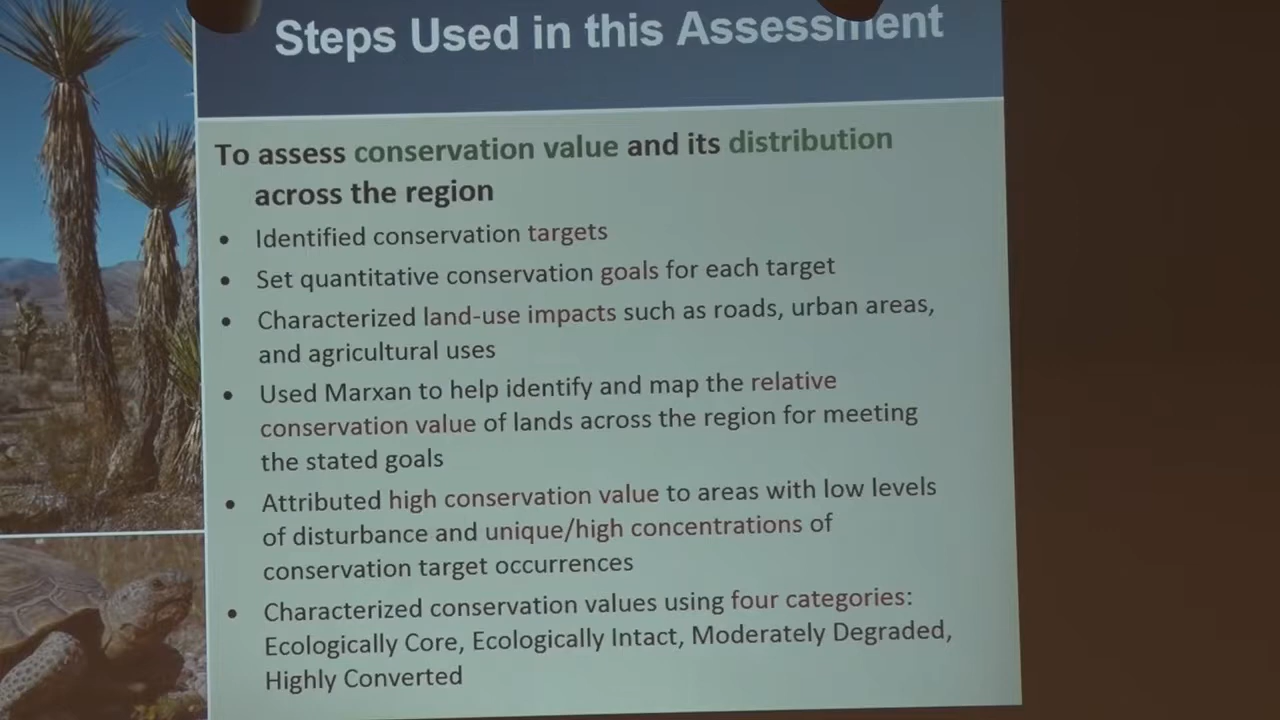 Steps Used in this Assessment
To assess conservation value and its distribution
across the region
• Identified conservation targets
• Set quantitative conservation goals for each target
• Characterized land-use impacts such as roads, urban areas,
and agricultural uses
• Used Marxan to help identify and map the relative
conservation value of lands across the region for meeting
the stated goals
• Attributed high conservation value to areas with low levels
of disturbance and unique/high concentrations of
conservation target occurrences
• Characterized conservation values using four categories:
Ecologically Core, Ecologically Intact, Moderately Degraded,
Highly Converted